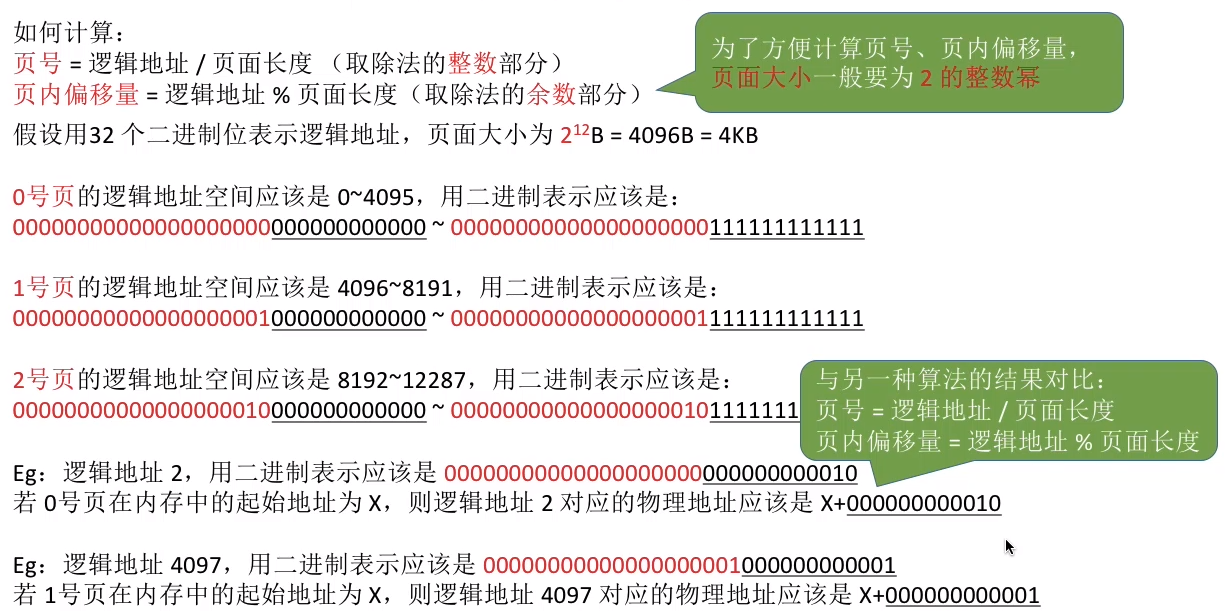 如何计算：
页号 = 逻辑地址 / 页面长度 （取除法的整数部分）
页内偏移量 = 逻辑地址 % 页面长度（取除法的余数部分）
为了方便计算页号、页内偏移量，
页面大小一般要为 2 的整数幂
假设用32 个二进制位表示逻辑地址，页面大小为 2¹²B = 4096B = 4KB
0号页的逻辑地址空间应该是 0~4095，用二进制表示应该是：
00000000000000000000000000000000 ~ 00000000000000000000111111111111
1号页的逻辑地址空间应该是 4096~8191，用二进制表示应该是：
00000000000000000001000000000000 ~ 00000000000000000001111111111111
2号页的逻辑地址空间应该是 8192~12287，用二进制表示应该是：
00000000000000000010000000000000 ~ 000000000000000000101111111
与另一种算法的结果对比：
页号 = 逻辑地址 / 页面长度
页内偏移量 = 逻辑地址 % 页面长度
Eg：逻辑地址 2，用二进制表示应该是 00000000000000000000000000000010
若 0号页在内存中的起始地址为 X，则逻辑地址 2 对应的物理地址应该是 X+000000000010
Eg：逻辑地址 4097，用二进制表示应该是 00000000000000000001000000000001
若 1号页在内存中的起始地址为 X，则逻辑地址 4097 对应的物理地址应该是 X+000000000001